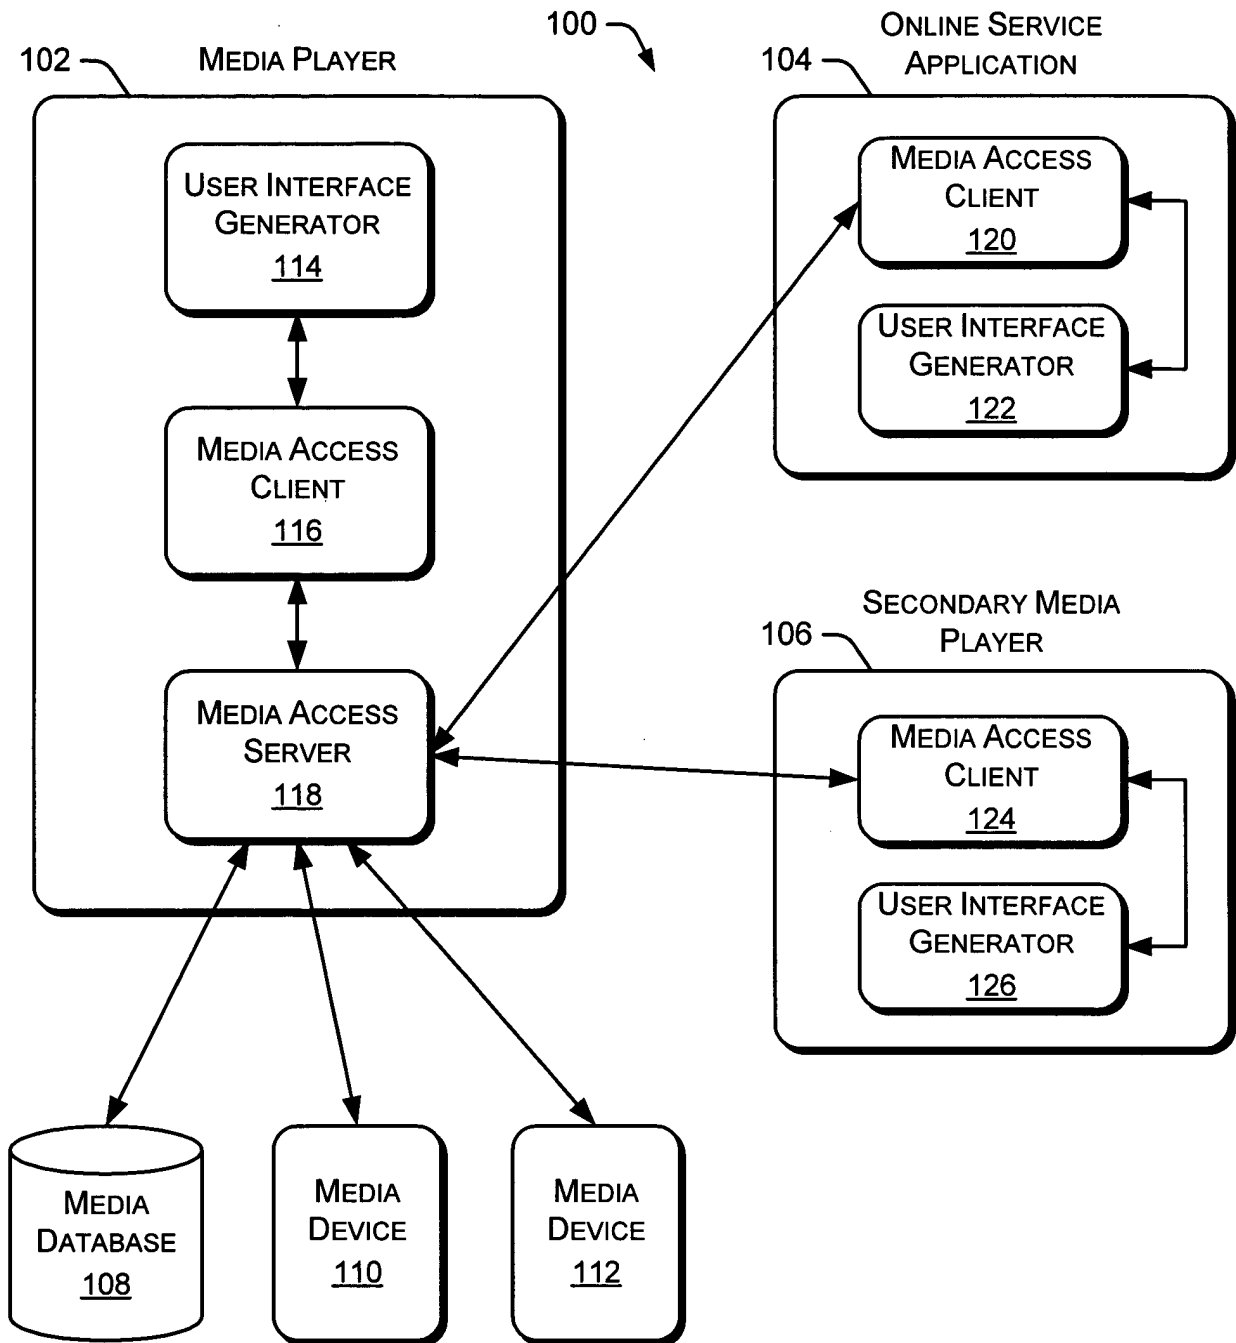 100
102
MEDIA PLAYER
USER INTERFACE
GENERATOR
114
MEDIA ACCESS
CLIENT
116
MEDIA ACCESS
SERVER
118
ONLINE SERVICE
APPLICATION
104
MEDIA ACCESS
CLIENT
120
USER INTERFACE
GENERATOR
122
SECONDARY MEDIA
PLAYER
106
MEDIA ACCESS
CLIENT
124
USER INTERFACE
GENERATOR
126
MEDIA
DATABASE
108
MEDIA
DEVICE
110
MEDIA
DEVICE
112